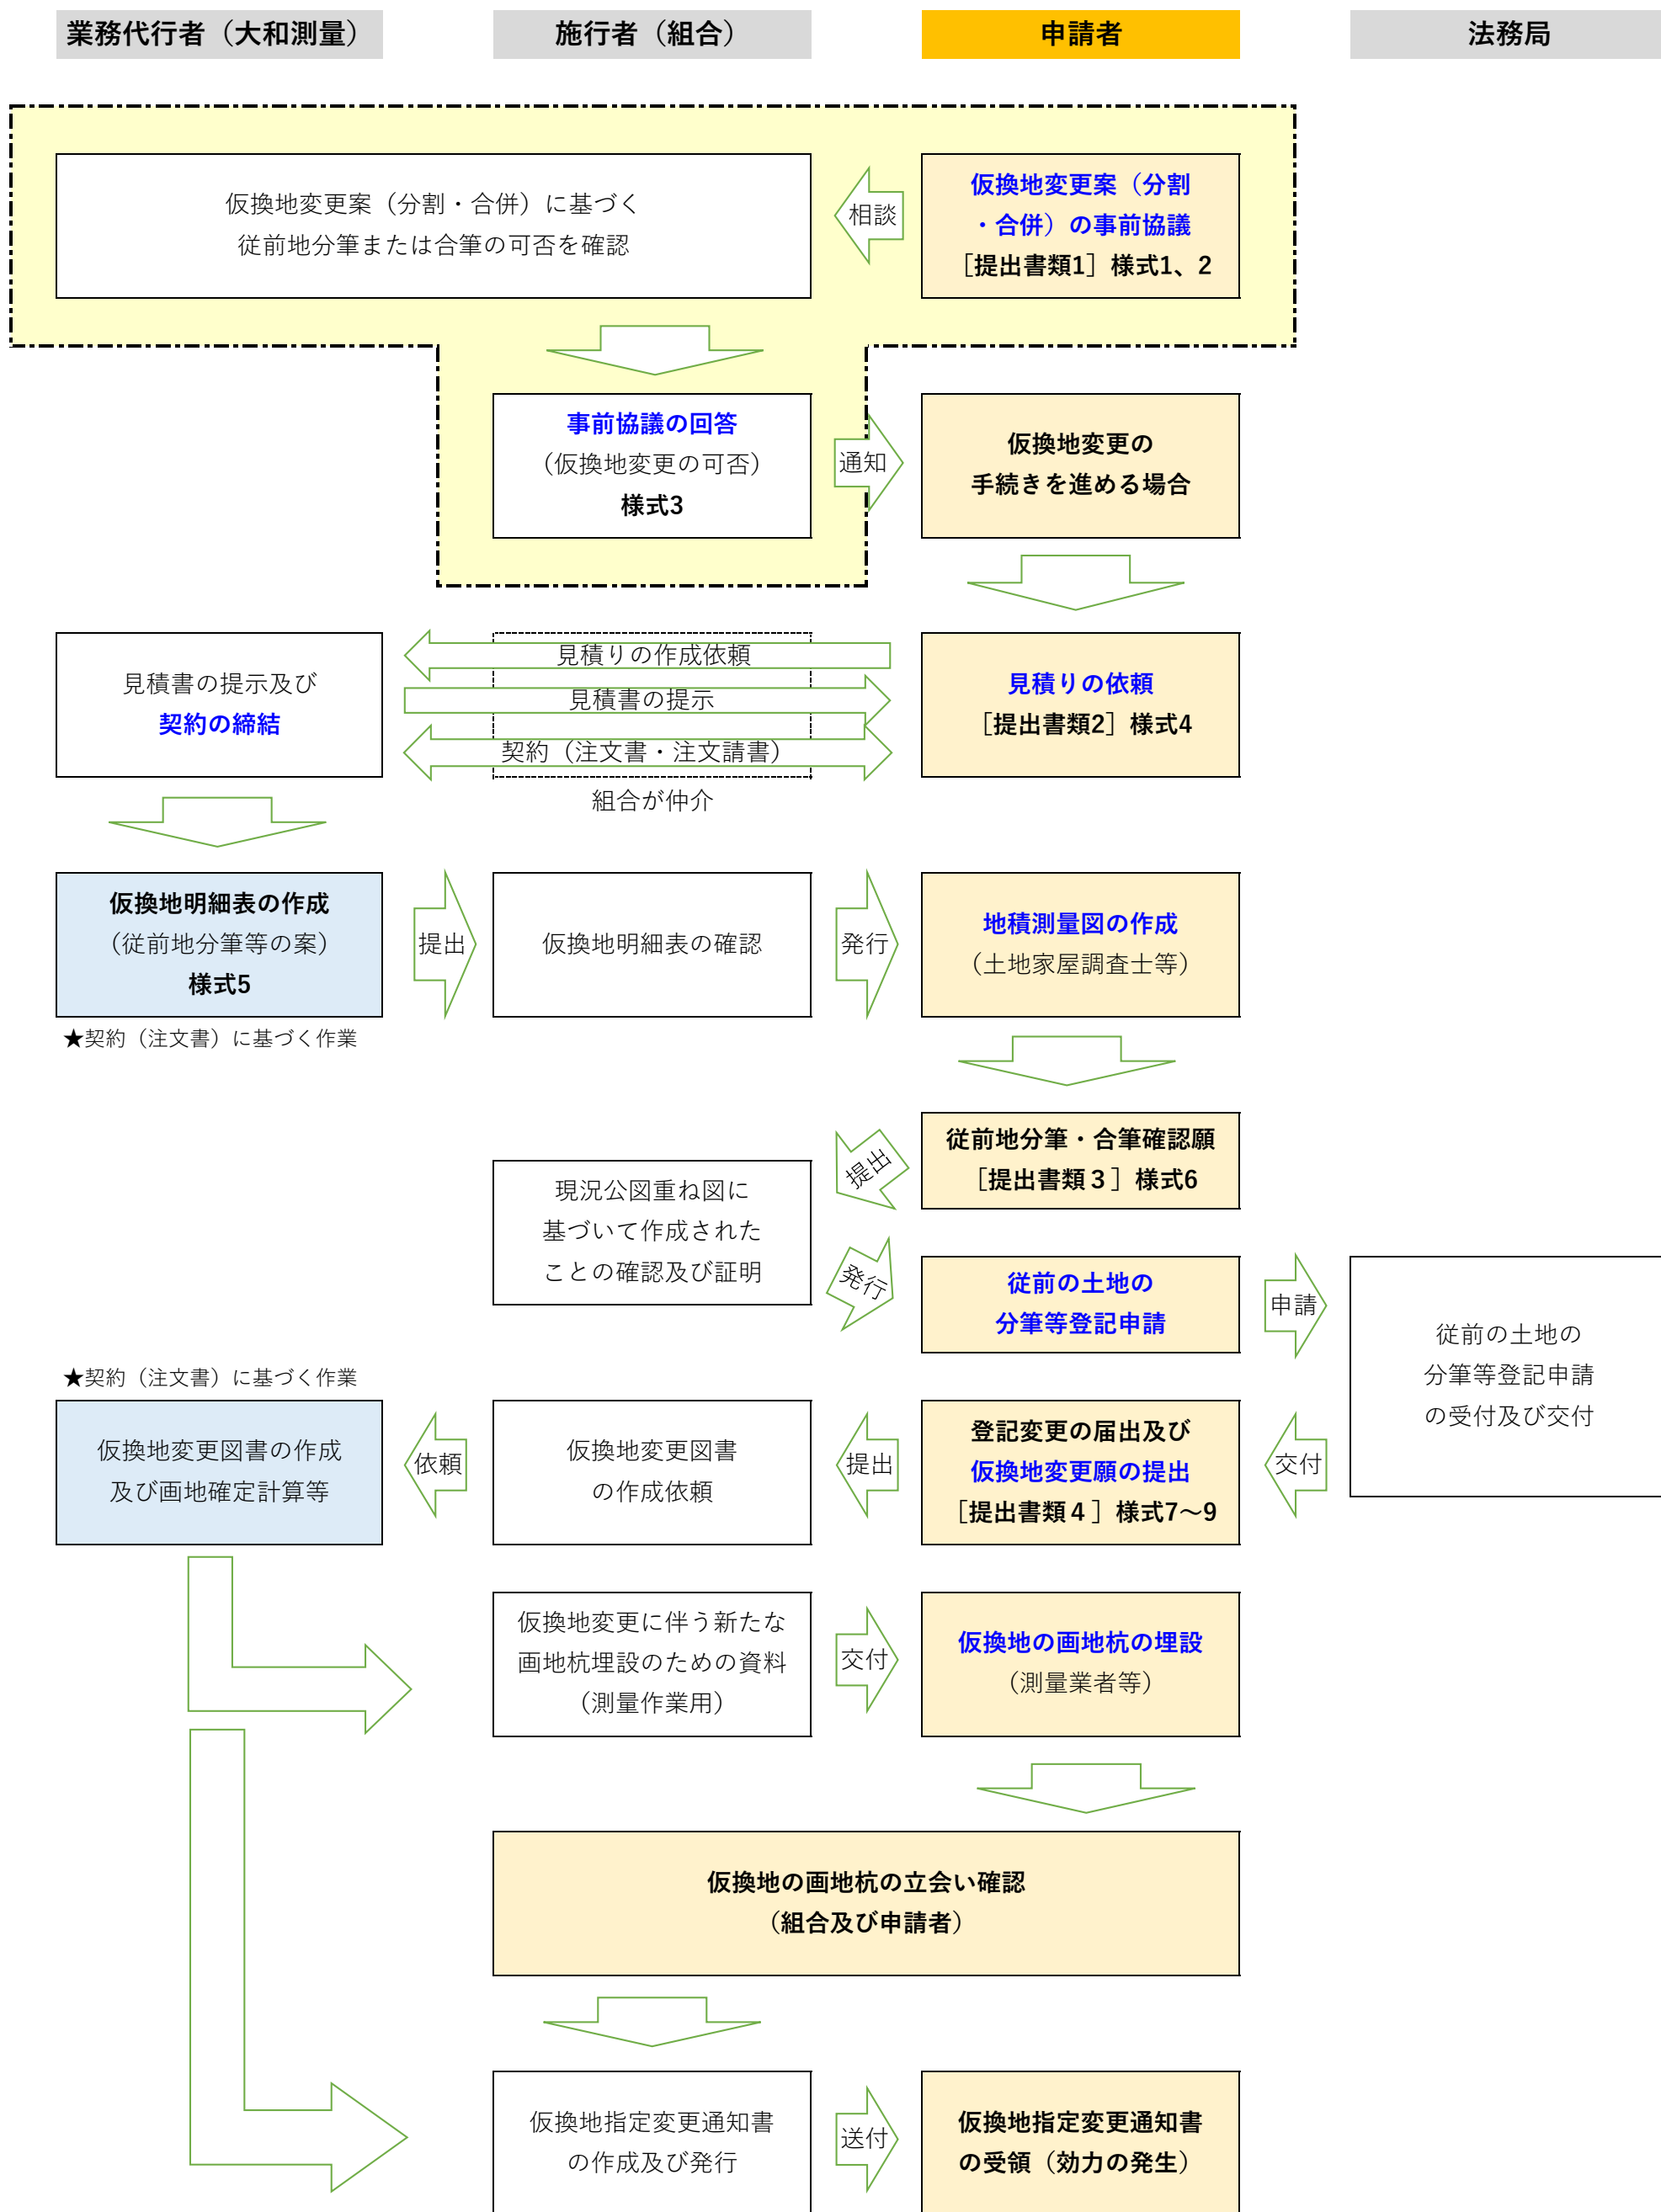 業務代行者（大和測量）
施行者（組合）
申請者
法務局
仮換地変更案（分割・合併）に基づく
従前地分筆または合筆の可否を確認
相談
仮換地変更案（分割
・合併）の事前協議
［提出書類1］様式1、2
事前協議の回答
（仮換地変更の可否）
様式3
通知
仮換地変更の
手続きを進める場合
見積書の提示及び
契約の締結
見積りの作成依頼
見積書の提示
契約（注文書・注文請書）
組合が仲介
見積りの依頼
［提出書類2］様式4
仮換地明細表の作成
（従前地分筆等の案）
様式5
★契約（注文書）に基づく作業
提出
仮換地明細表の確認
発行
地積測量図の作成
（土地家屋調査士等）
従前地分筆・合筆確認願
［提出書類３］様式6
提出
現況公図重ね図に
基づいて作成された
ことの確認及び証明
発行
従前の土地の
分筆等登記申請
申請
従前の土地の
分筆等登記申請
の受付及び交付
★契約（注文書）に基づく作業
仮換地変更図書の作成
及び画地確定計算等
依頼
仮換地変更図書
の作成依頼
提出
登記変更の届出及び
仮換地変更願の提出
［提出書類４］様式7～9
交付
仮換地変更に伴う新たな
画地杭埋設のための資料
（測量作業用）
交付
仮換地の画地杭の埋設
（測量業者等）
仮換地の画地杭の立会い確認
（組合及び申請者）
仮換地指定変更通知書
の作成及び発行
送付
仮換地指定変更通知書
の受領（効力の発生）